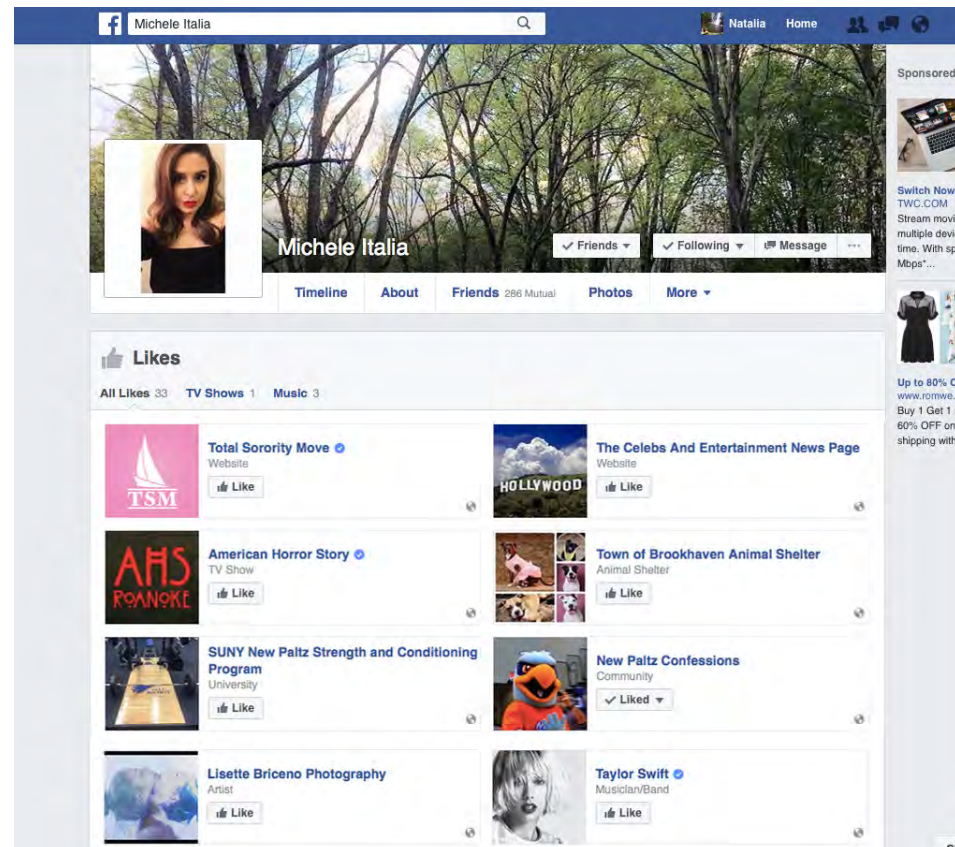 Michele Italia
Natalia Home
Michele Italia
Friends
Following
Message
Timeline About Friends 286 Mutual Photos More
Likes
All Likes 33 TV Shows 1 Music 3
TSM
Total Sorority Move
Website
Like
HOLLYWOOD
The Celebs And Entertainment News Page
Website
Like
AHS
ROANOKE
American Horror Story
TV Show
Like
Town of Brookhaven Animal Shelter
Animal Shelter
Like
SUNY New Paltz Strength and Conditioning
Program
University
Like
New Paltz Confessions
Community
Liked
Lisette Briceno Photography
Artist
Like
Taylor Swift
Musician/Band
Like
Sponsored
Switch Now
TWC.COM
Stream movi
multiple devi
time. With sp
Mbps*...
Up to 80% O
www.romwe.
Buy 1 Get 1
60% OFF on
shipping with